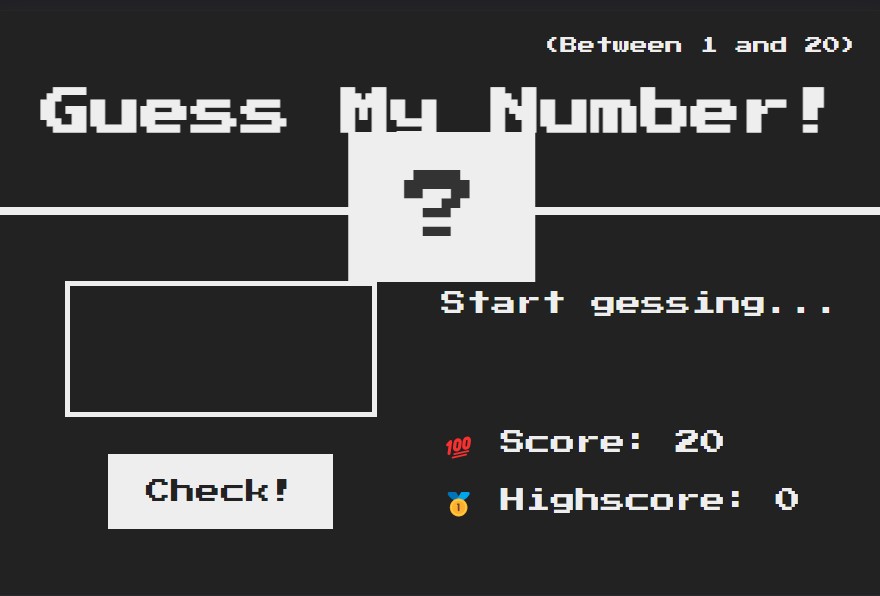 (Between 1 and 20)
Guess My Number!
?
Start gessing...
Check!
💯 Score: 20
🥇 Highscore: 0